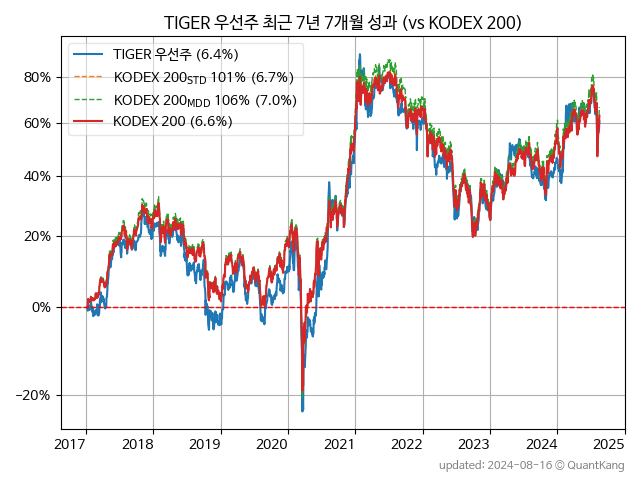 TIGER 우선주 최근 7년 7개월 성과 (vs KODEX 200)
TIGER 우선주 (6.4%)
KODEX 200STD 101% (6.7%)
KODEX 200MDD 106% (7.0%)
KODEX 200 (6.6%)
80%
60%
40%
20%
0%
−20%
2017 2018 2019 2020 2021 2022 2023 2024 2025
updated: 2024-08-16 © QuantKang